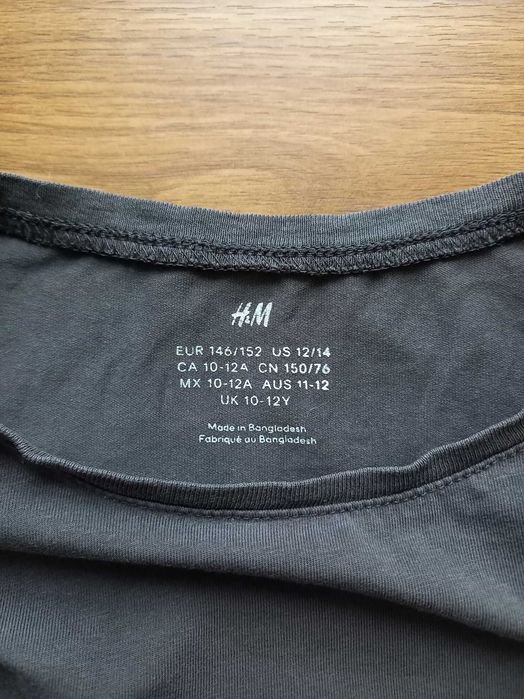 H&M
EUR 146/152 US 12/14
CA 10-12A CN 150/76
MX 10-12A AUS 11-12
UK 10-12Y
Made in Bangladesh
Fabriqué au Bangladesh